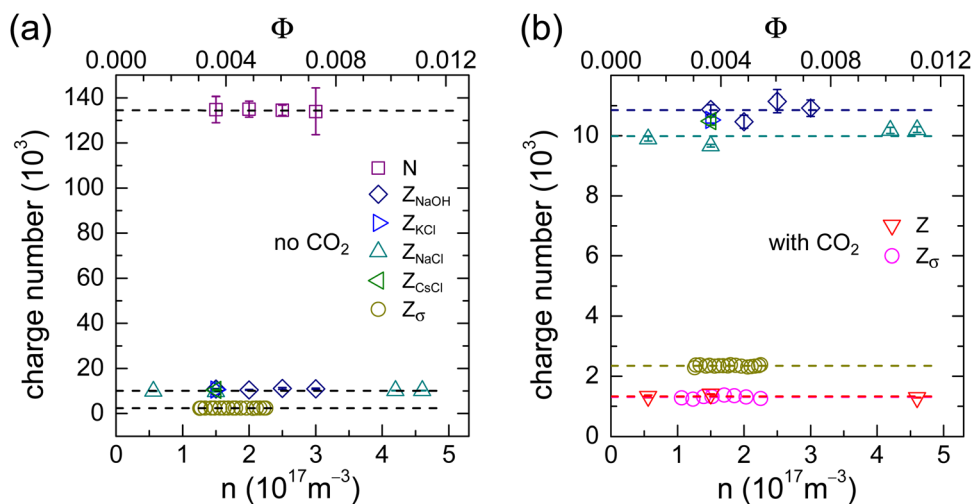 (a)
Φ
0.000 0.004 0.008 0.012
140
120
100
80
60
40
20
0
charge number (10³)
N
Z_NaOH
Z_KCl
Z_NaCl
Z_CsCl
Z_σ
no CO₂
0 1 2 3 4 5
n (10¹⁷m⁻³)
(b)
Φ
0.000 0.004 0.008 0.012
10
8
6
4
2
0
charge number (10³)
with CO₂
Z
Z_σ
0 1 2 3 4 5
n (10¹⁷m⁻³)